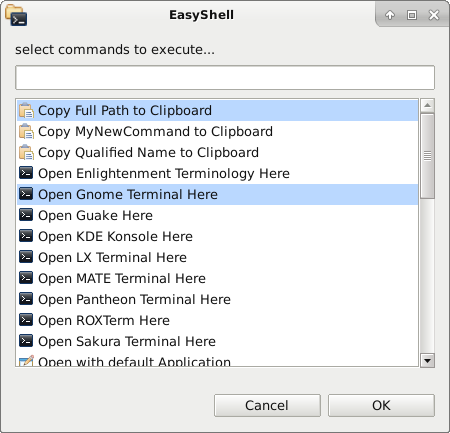 EasyShell
select commands to execute...
Copy Full Path to Clipboard
Copy MyNewCommand to Clipboard
Copy Qualified Name to Clipboard
Open Enlightenment Terminology Here
Open Gnome Terminal Here
Open Guake Here
Open KDE Konsole Here
Open LX Terminal Here
Open MATE Terminal Here
Open Pantheon Terminal Here
Open ROXTerm Here
Open Sakura Terminal Here
Open with default Application
Cancel
OK